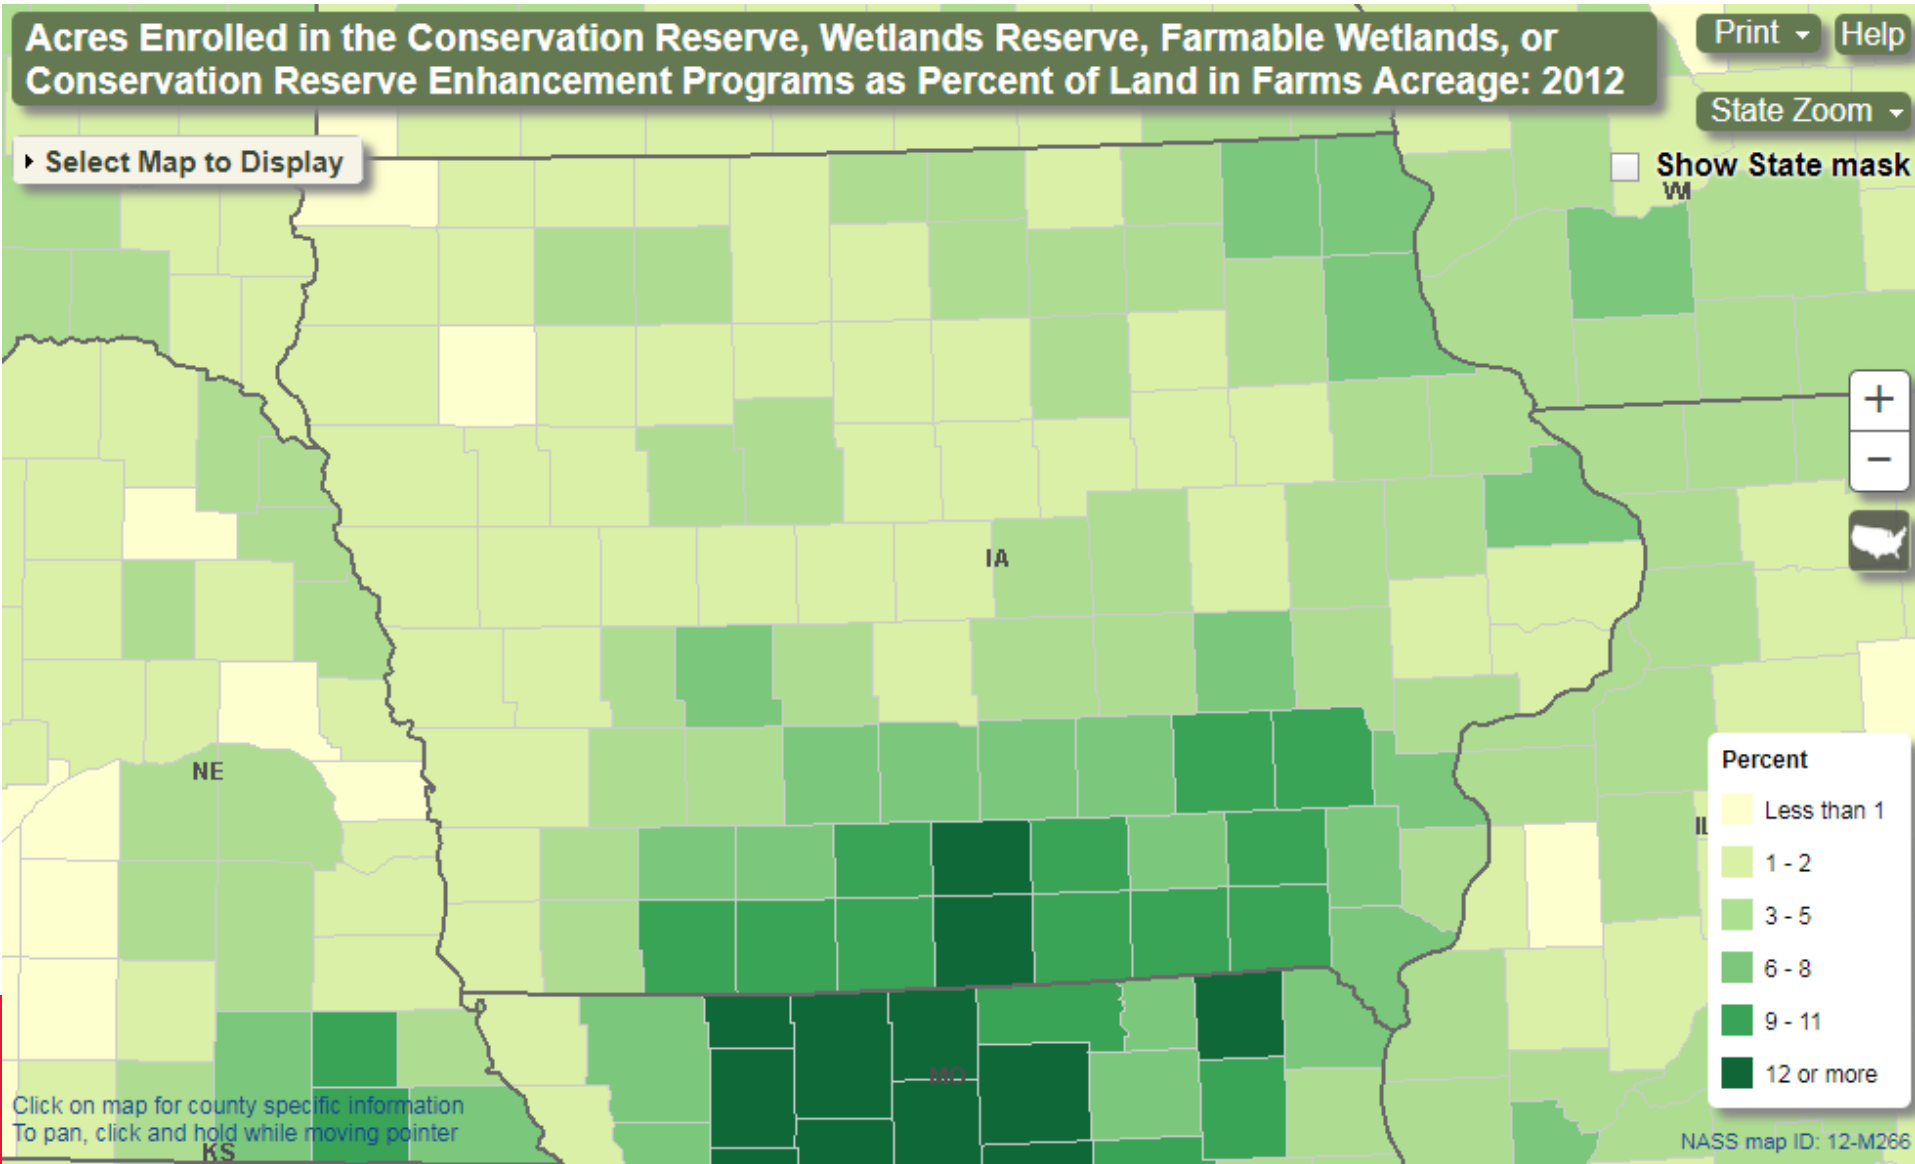 Acres Enrolled in the Conservation Reserve, Wetlands Reserve, Farmable Wetlands, or
Conservation Reserve Enhancement Programs as Percent of Land in Farms Acreage: 2012
Print
Help
State Zoom
Select Map to Display
Show State mask
WI
+
−
IA
NE
IL
MO
KS
Percent
Less than 1
1 - 2
3 - 5
6 - 8
9 - 11
12 or more
Click on map for county specific information
To pan, click and hold while moving pointer
NASS map ID: 12-M266